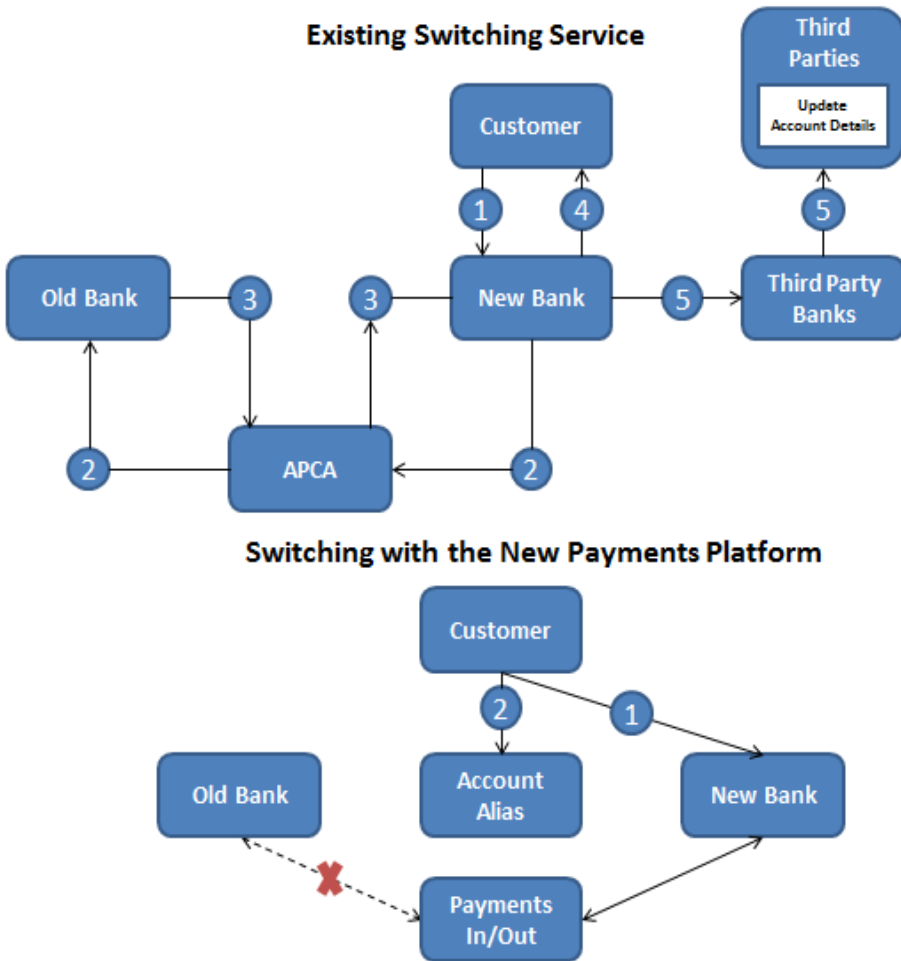 Existing Switching Service
Third
Parties
Update
Account Details
Customer
1
4
5
Old Bank
3
3
New Bank
5
Third Party
Banks
2
APCA
2
Switching with the New Payments Platform
Customer
2
1
Old Bank
Account
Alias
New Bank
Payments
In/Out